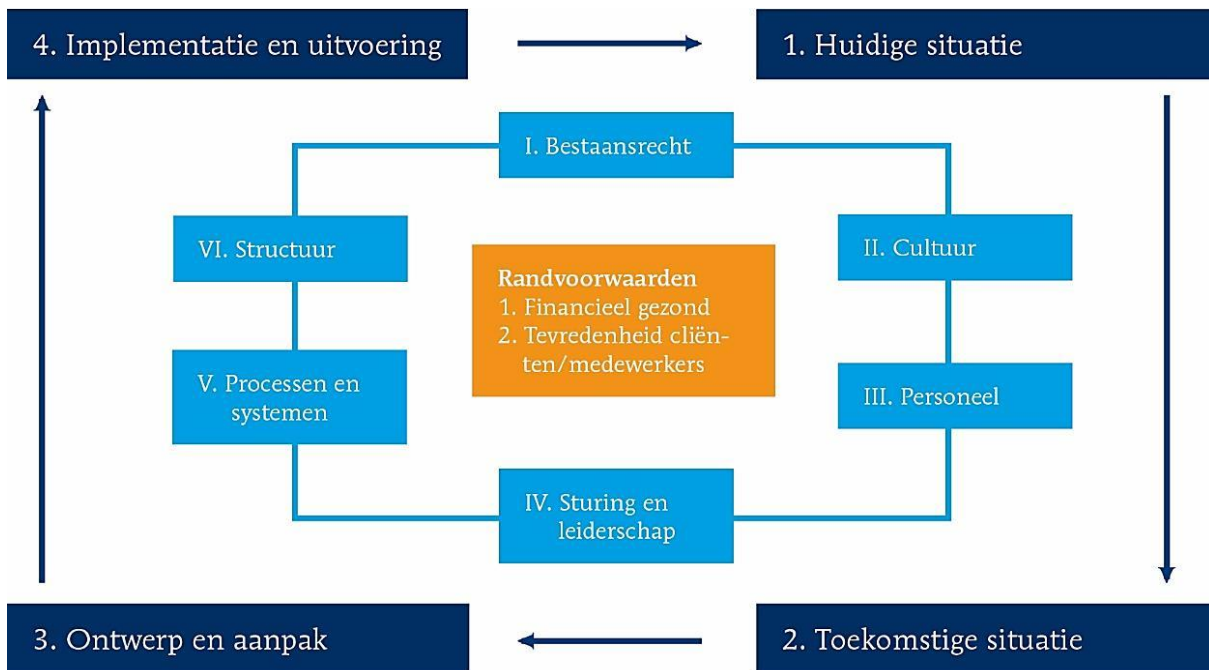 4. Implementatie en uitvoering
1. Huidige situatie
I. Bestaansrecht
VI. Structuur
II. Cultuur
Randvoorwaarden
1. Financieel gezond
2. Tevredenheid cliën-
ten/medewerkers
V. Processen en
systemen
III. Personeel
IV. Sturing en
leiderschap
3. Ontwerp en aanpak
2. Toekomstige situatie